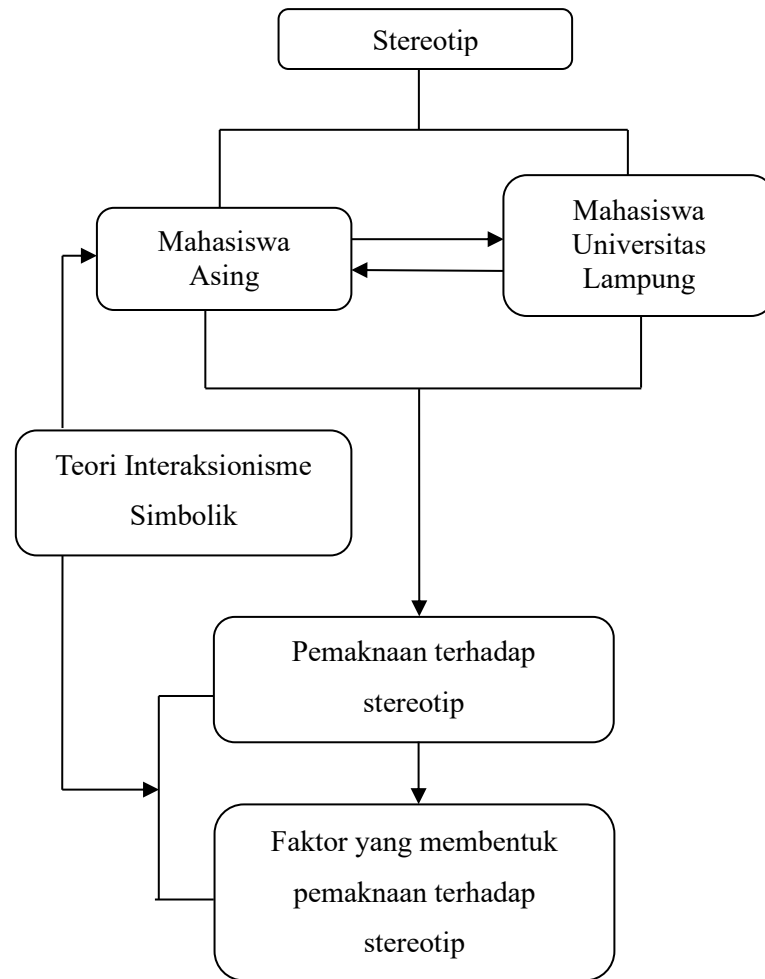 Stereotip
Mahasiswa
Asing
Mahasiswa
Universitas
Lampung
Teori Interaksionisme
Simbolik
Pemaknaan terhadap
stereotip
Faktor yang membentuk
pemaknaan terhadap
stereotip